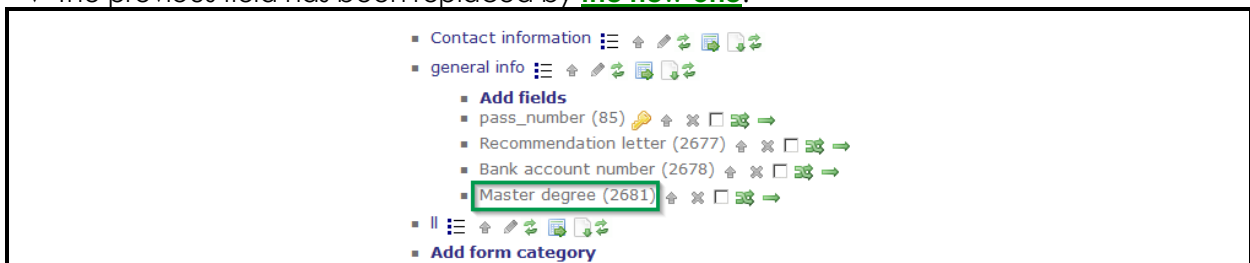 The previous field has been replaced by the new one.
Contact information
general info
Add fields
pass_number (85)
Recommendation letter (2677)
Bank account number (2678)
Master degree (2681)
ll
Add form category